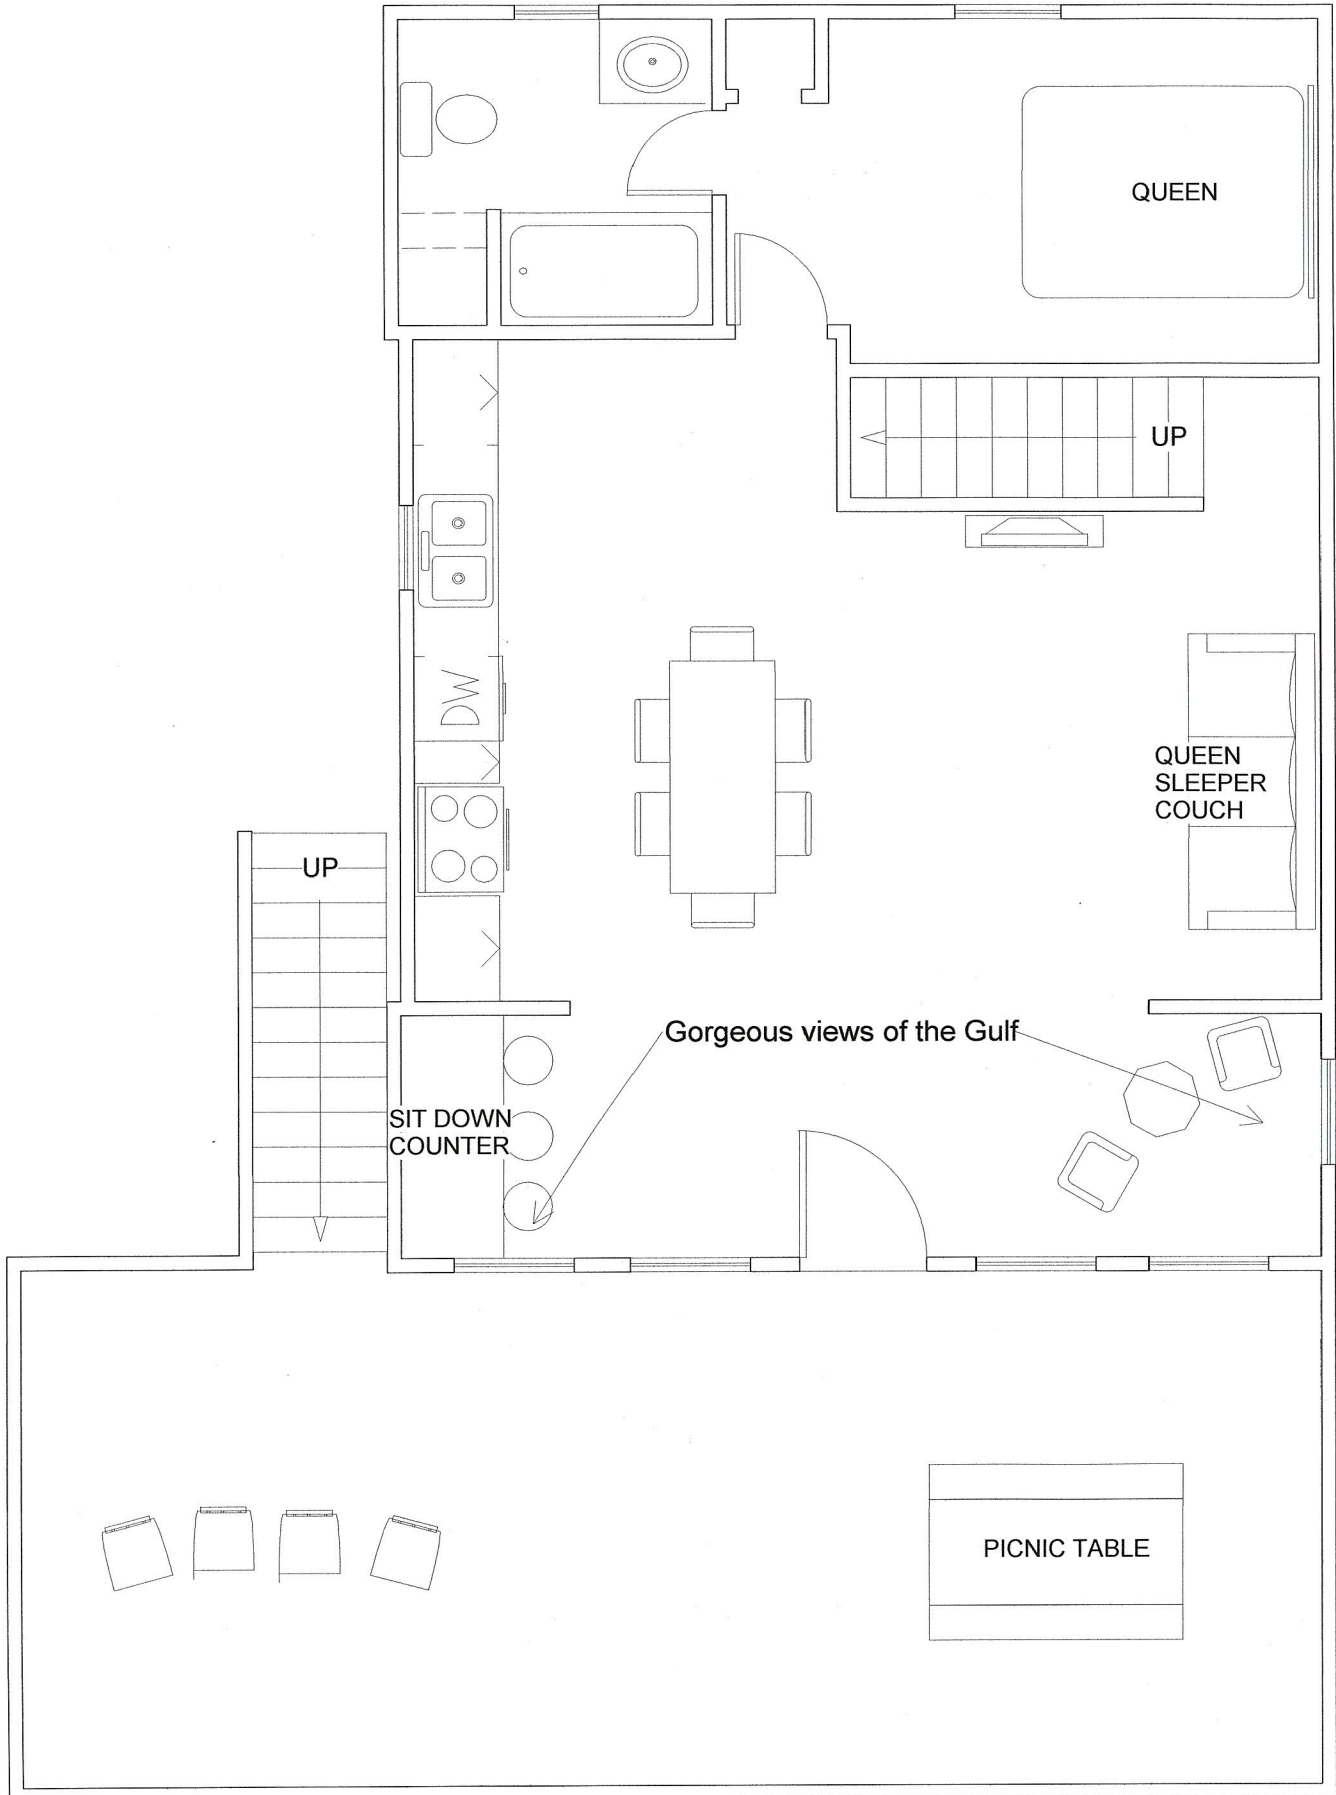 QUEEN
UP
DW
QUEEN
SLEEPER
COUCH
UP
Gorgeous views of the Gulf
SIT DOWN
COUNTER
PICNIC TABLE